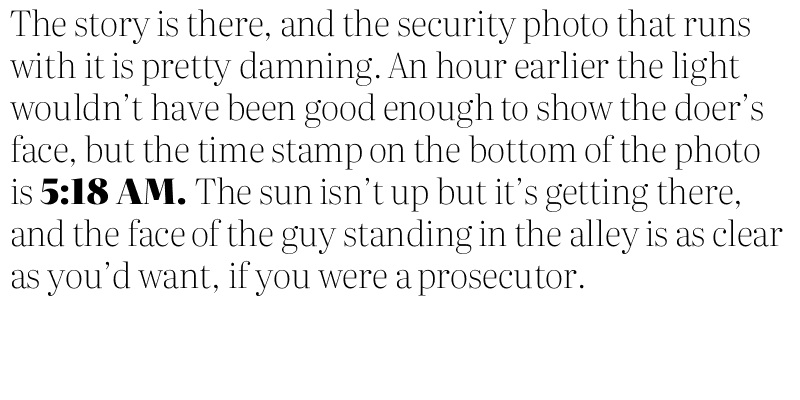 The story is there, and the security photo that runs
with it is pretty damning. An hour earlier the light
wouldn’t have been good enough to show the doer’s
face, but the time stamp on the bottom of the photo
is 5:18 AM. The sun isn’t up but it’s getting there,
and the face of the guy standing in the alley is as clear
as you’d want, if you were a prosecutor.